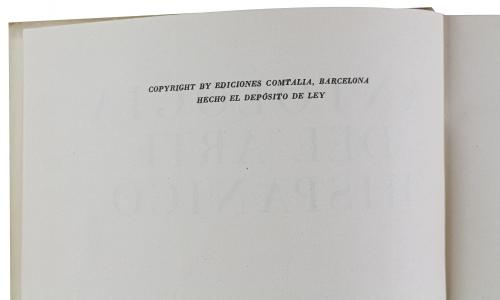 COPYRIGHT BY EDICIONES COMTALIA, BARCELONA
HECHO EL DEPÓSITO DE LEY